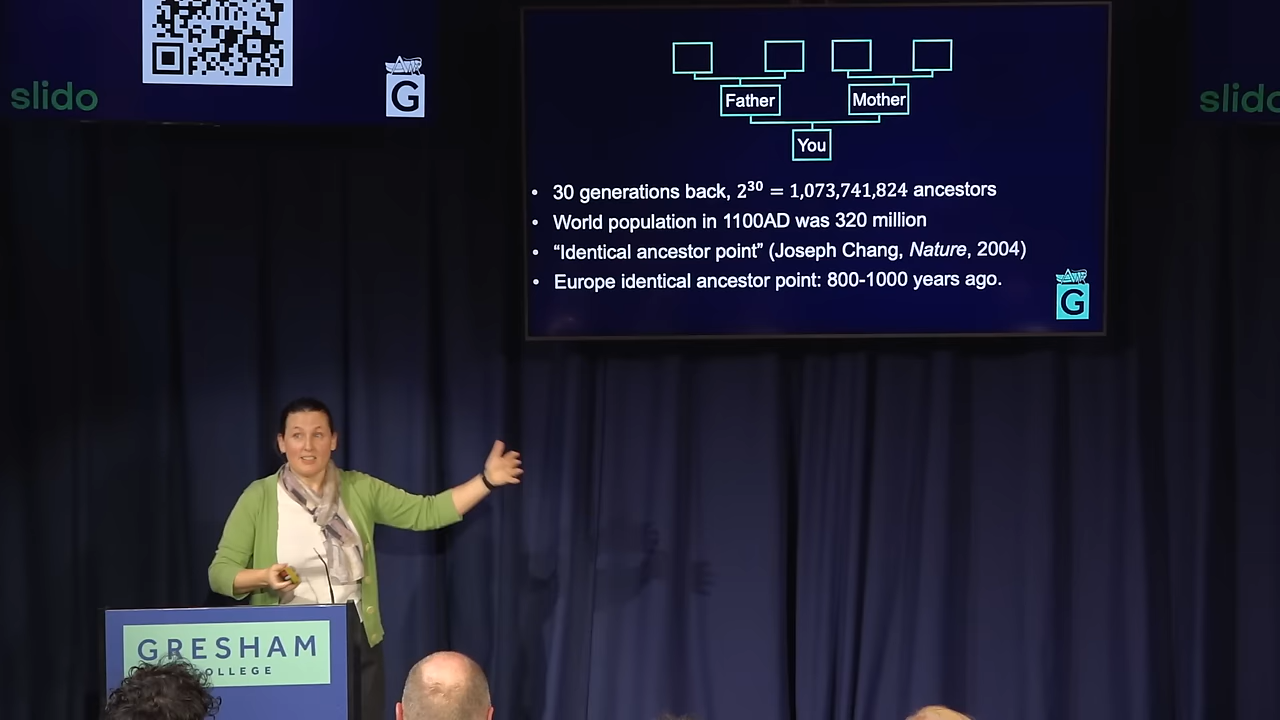 slido
G
Father
Mother
You
• 30 generations back, 2³⁰ = 1,073,741,824 ancestors
• World population in 1100AD was 320 million
• “Identical ancestor point” (Joseph Chang, Nature, 2004)
• Europe identical ancestor point: 800-1000 years ago.
G
slido
GRESHAM
OLLEGE